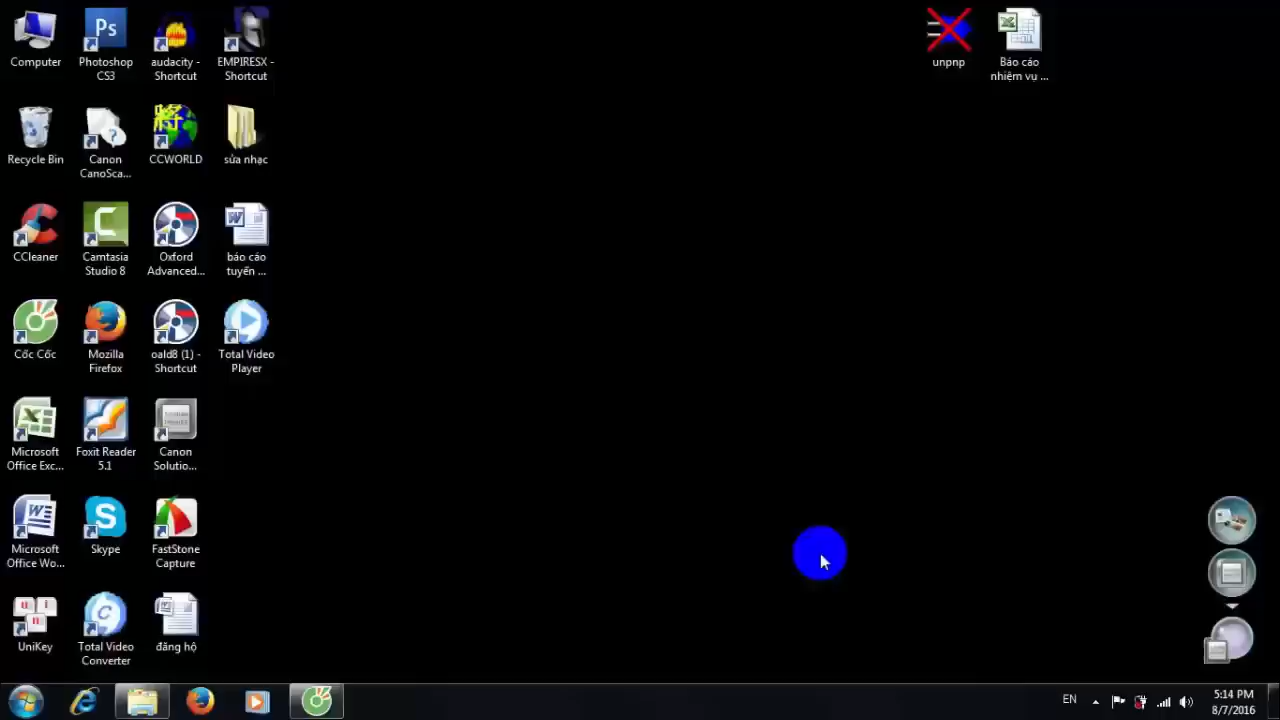 Computer
Photoshop
CS3
audacity -
Shortcut
EMPIRESX -
Shortcut
unpnp
Báo cáo
nhiệm vụ ...
Recycle Bin
Canon
CanoSca...
CCWORLD
sửa nhạc
CCleaner
Camtasia
Studio 8
Oxford
Advanced...
báo cáo
tuyến ...
Cốc Cốc
Mozilla
Firefox
oald8 (1) -
Shortcut
Total Video
Player
Microsoft
Office Exc...
Foxit Reader
5.1
Canon
Solutio...
Microsoft
Office Wo...
Skype
FastStone
Capture
UniKey
Total Video
Converter
đăng hộ
EN
5:14 PM
8/7/2016